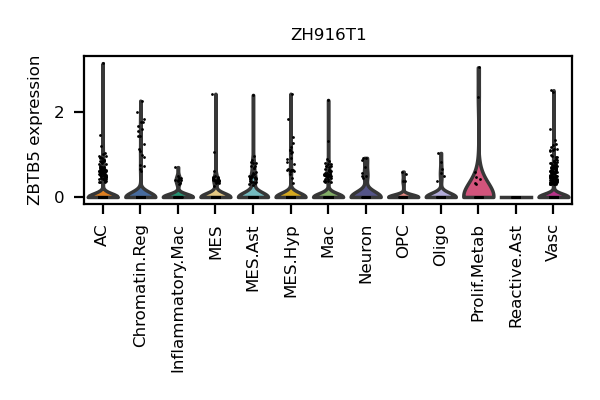 ZH916T1
ZBTB5 expression
2
0
AC
Chromatin.Reg
Inflammatory.Mac
MES
MES.Ast
MES.Hyp
Mac
Neuron
OPC
Oligo
Prolif.Metab
Reactive.Ast
Vasc